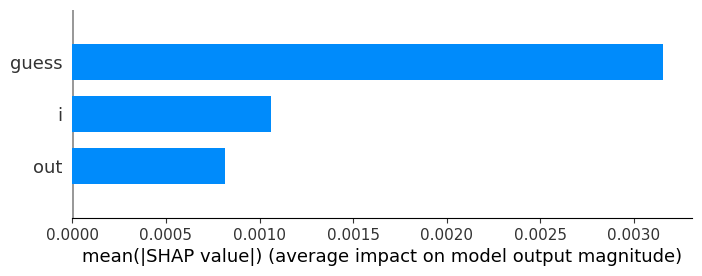 guess
i
out
0.0000 0.0005 0.0010 0.0015 0.0020 0.0025 0.0030
mean(|SHAP value|) (average impact on model output magnitude)